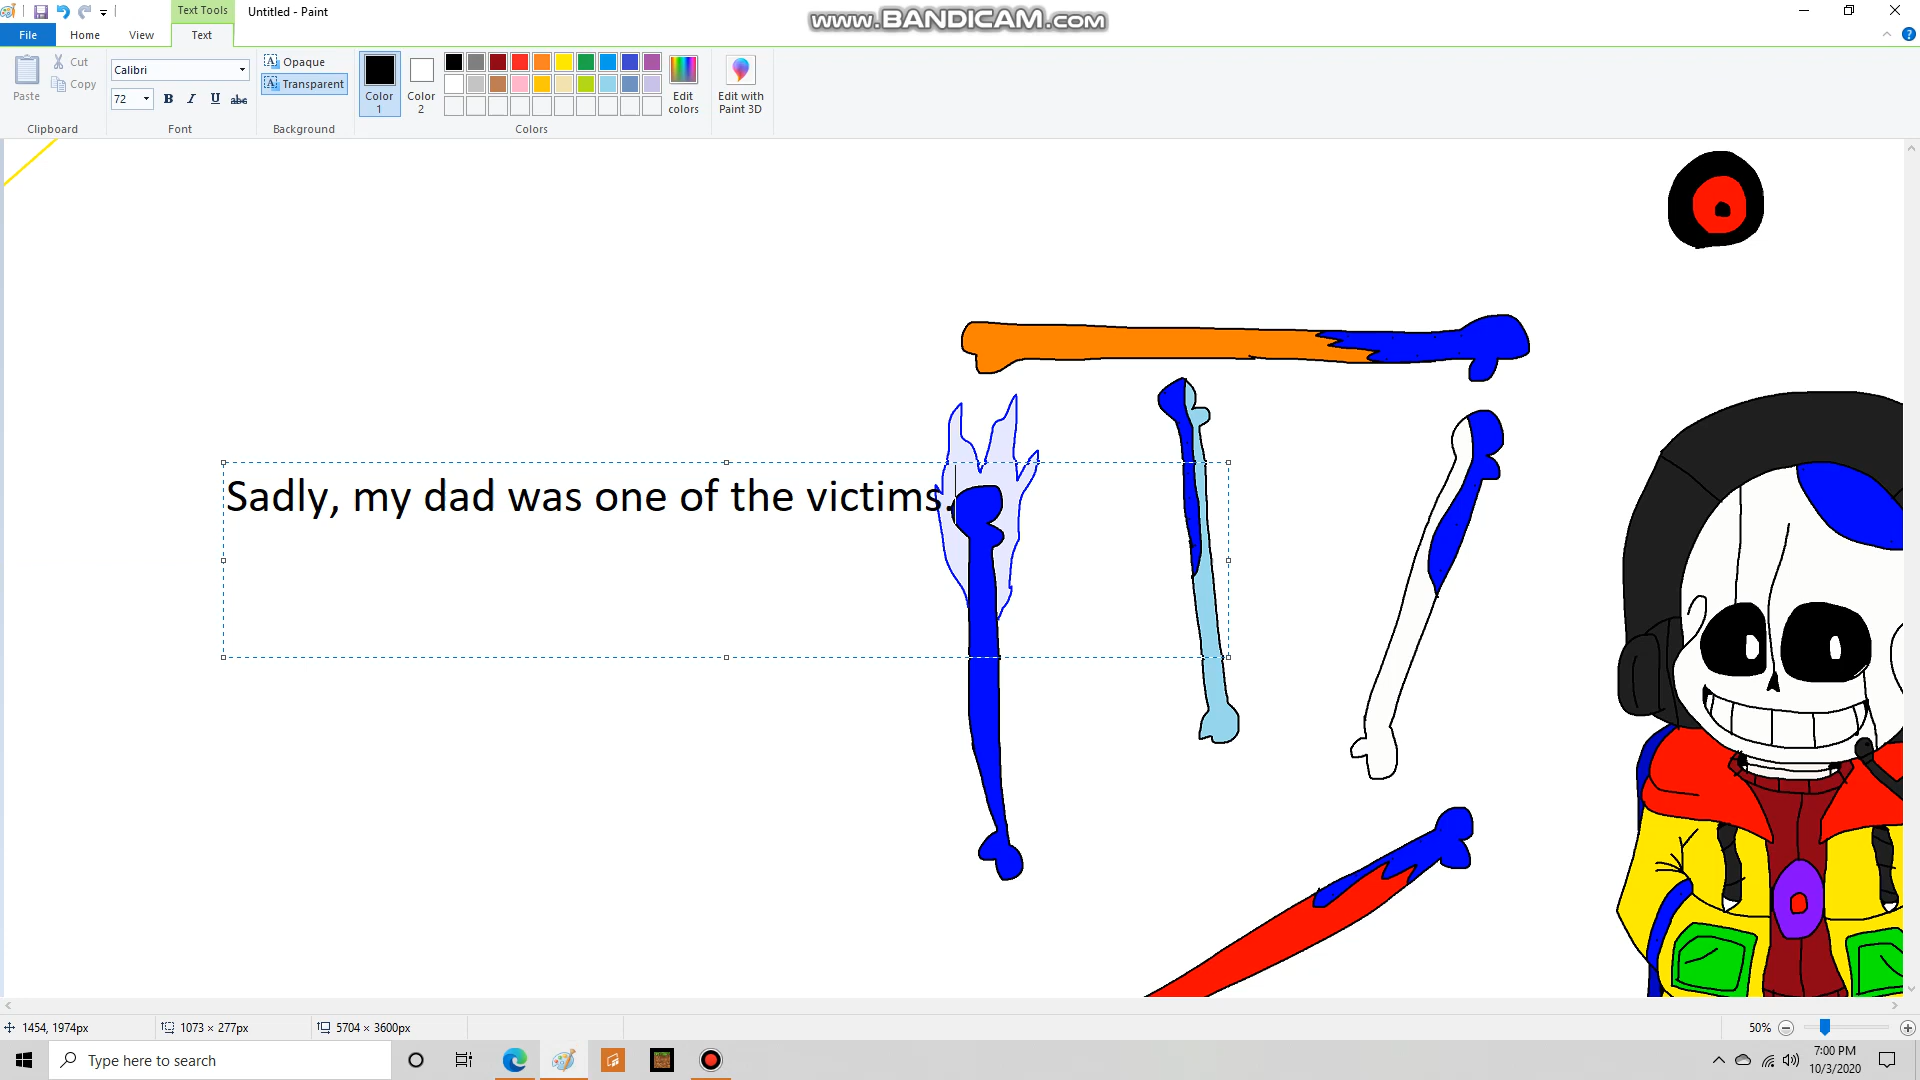 Text Tools
Untitled - Paint
www.BANDICAM.com
File
Home
View
Text
Paste
Cut
Copy
Clipboard
Calibri
72
B I U abc
Font
Opaque
Transparent
Background
Color 1
Color 2
Edit colors
Colors
Edit with Paint 3D
Sadly, my dad was one of the victims.
1454, 1974px
1073 × 277px
5704 × 3600px
50%
Type here to search
7:00 PM
10/3/2020